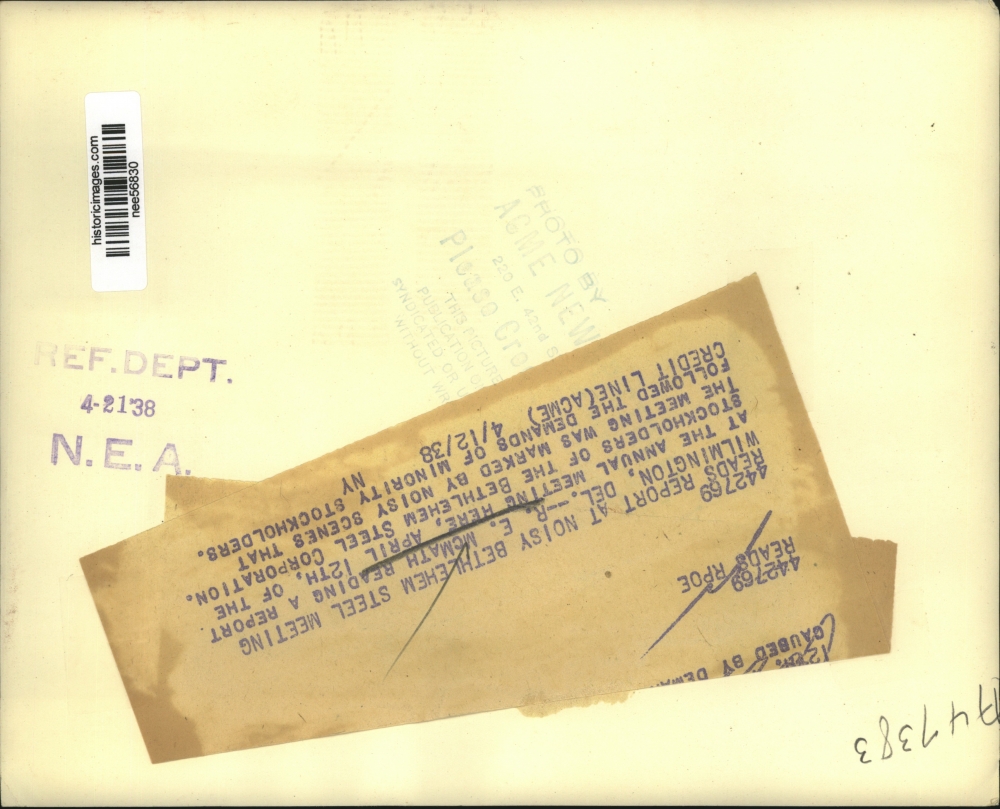 historicimages.com
nee56830
PHOTO BY
ACME NEW
220 E. 42nd S
Please Cre
THIS PICTURE
PUBLICATION O
SYNDICATED OR
WITHOUT WR
REF. DEPT.
4-21'38
N. E. A.
CAUSED BY DEMA
442769
READS RPOE
442769
READS REPORT AT NOISY BETHLEHEM STEEL MEETING
WILMINGTON, DEL.--R. E. MCMATH READING A REPORT
AT THE ANNUAL MEETING HERE, APRIL 12TH, OF THE
STOCKHOLDERS OF THE BETHLEHEM STEEL CORPORATION.
THE MEETING WAS MARKED BY NOISY SCENES THAT
FOLLOWED THE DEMANDS OF MINORITY STOCKHOLDERS.
CREDIT LINE(ACME) 4/12/38 NY
A47383